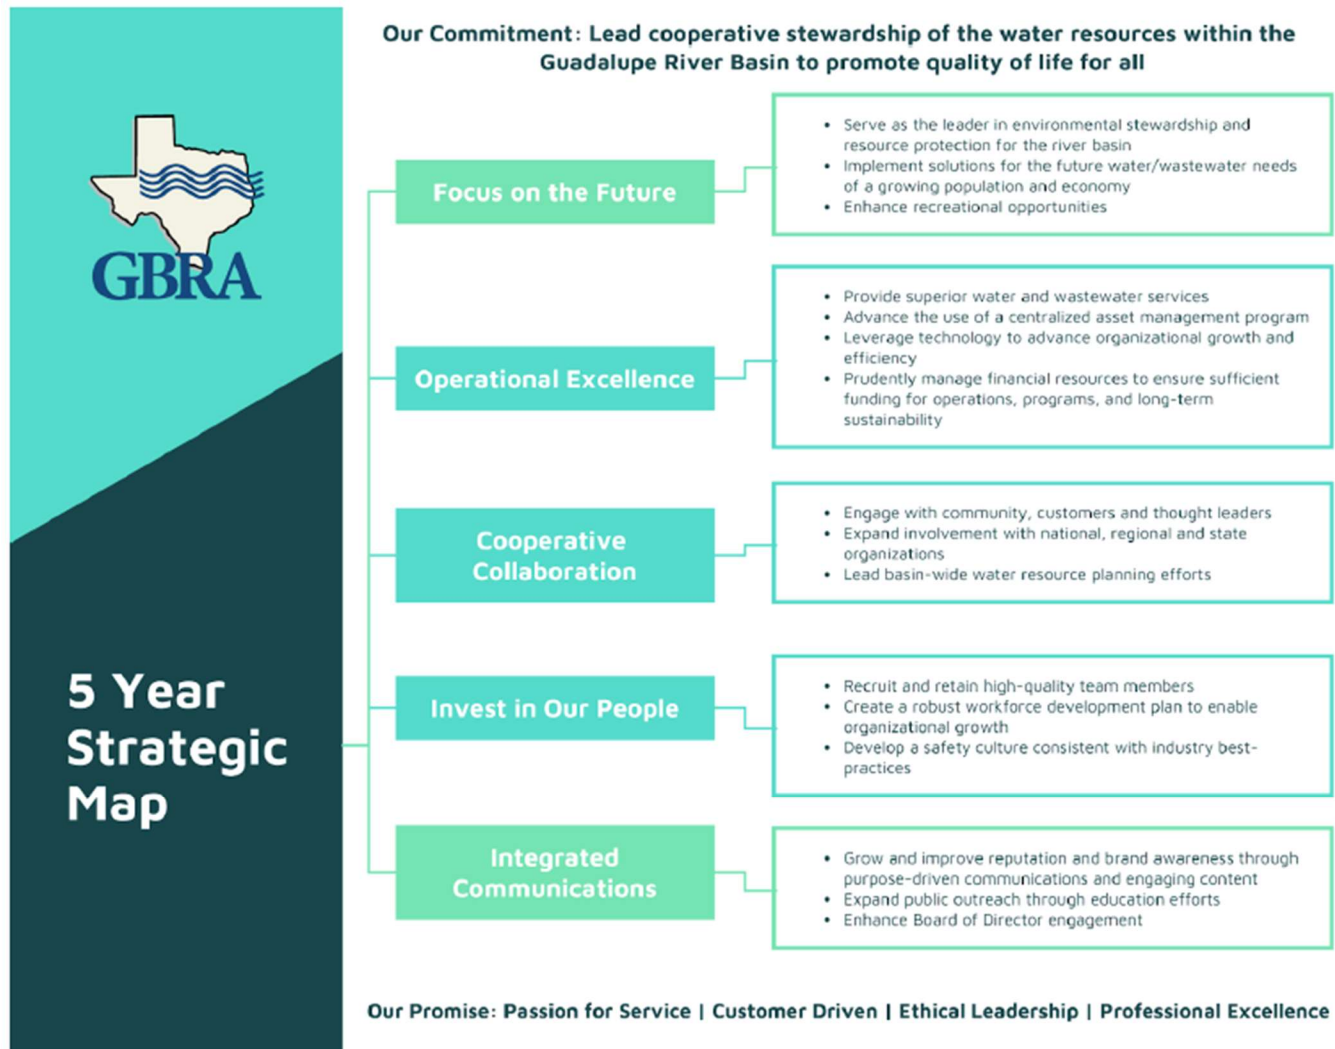 Our Commitment: Lead cooperative stewardship of the water resources within the
Guadalupe River Basin to promote quality of life for all
GBRA
5 Year
Strategic
Map
Focus on the Future
• Serve as the leader in environmental stewardship and
resource protection for the river basin
• Implement solutions for the future water/wastewater needs
of a growing population and economy
• Enhance recreational opportunities
Operational Excellence
• Provide superior water and wastewater services
• Advance the use of a centralized asset management program
• Leverage technology to advance organizational growth and
efficiency
• Prudently manage financial resources to ensure sufficient
funding for operations, programs, and long-term
sustainability
Cooperative
Collaboration
• Engage with community, customers and thought leaders
• Expand involvement with national, regional and state
organizations
• Lead basin-wide water resource planning efforts
Invest in Our People
• Recruit and retain high-quality team members
• Create a robust workforce development plan to enable
organizational growth
• Develop a safety culture consistent with industry best-
practices
Integrated
Communications
• Grow and improve reputation and brand awareness through
purpose-driven communications and engaging content
• Expand public outreach through education efforts
• Enhance Board of Director engagement
Our Promise: Passion for Service | Customer Driven | Ethical Leadership | Professional Excellence